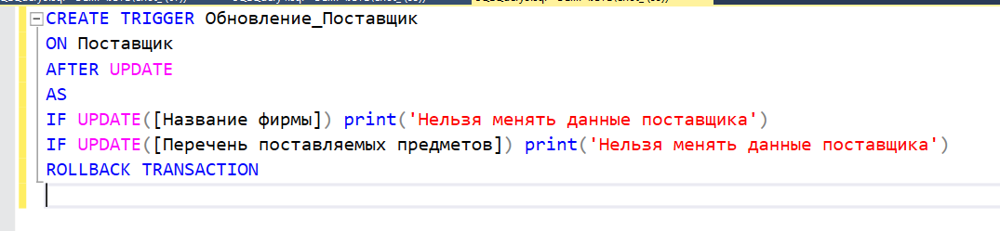 CREATE TRIGGER Обновление_Поставщик
ON Поставщик
AFTER UPDATE
AS
IF UPDATE([Название фирмы]) print('Нельзя менять данные поставщика')
IF UPDATE([Перечень поставляемых предметов]) print('Нельзя менять данные поставщика')
ROLLBACK TRANSACTION